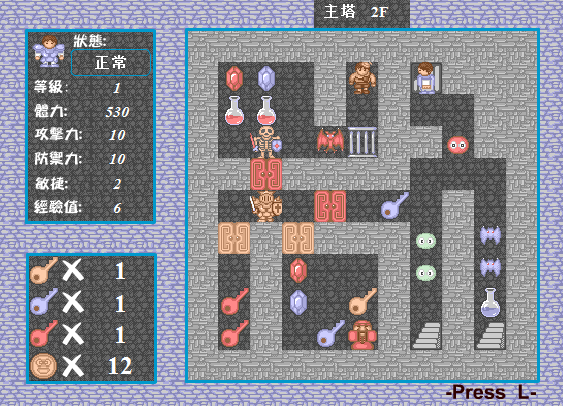 主塔 2F
狀態:
正常
等級: 1
體力: 530
攻擊力: 10
防禦力: 10
敏捷: 2
經驗值: 6
1
1
1
12
-Press L-